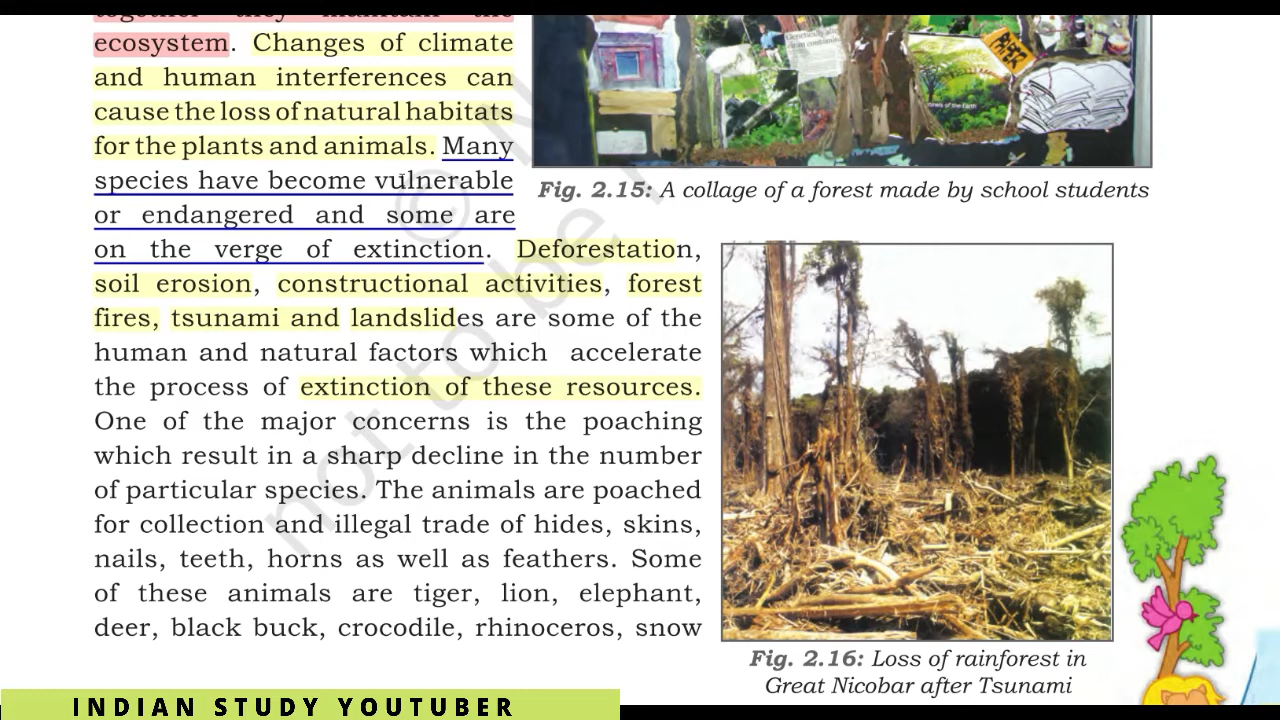 together they maintain the
ecosystem. Changes of climate
and human interferences can
cause the loss of natural habitats
for the plants and animals. Many
species have become vulnerable
or endangered and some are
on the verge of extinction. Deforestation,
soil erosion, constructional activities, forest
fires, tsunami and landslides are some of the
human and natural factors which accelerate
the process of extinction of these resources.
One of the major concerns is the poaching
which result in a sharp decline in the number
of particular species. The animals are poached
for collection and illegal trade of hides, skins,
nails, teeth, horns as well as feathers. Some
of these animals are tiger, lion, elephant,
deer, black buck, crocodile, rhinoceros, snow
Fig. 2.15: A collage of a forest made by school students
Fig. 2.16: Loss of rainforest in
Great Nicobar after Tsunami
not to be
INDIAN STUDY YOUTUBER